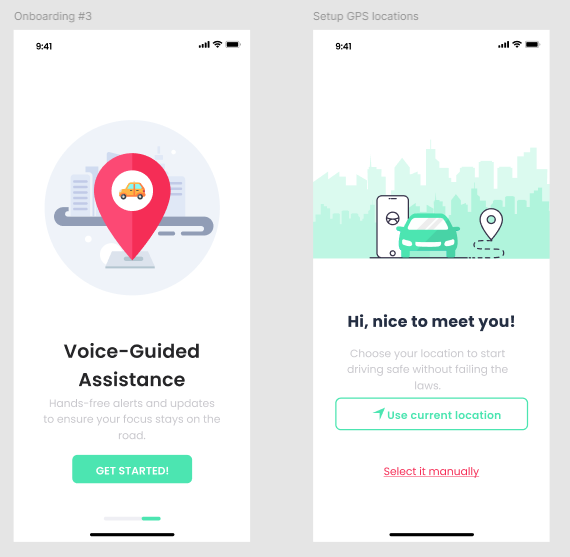 Onboarding #3
9:41
Voice-Guided
Assistance
Hands-free alerts and updates
to ensure your focus stays on the
road.
GET STARTED!
Setup GPS locations
9:41
Hi, nice to meet you!
Choose your location to start
driving safe without failing the
laws.
Use current location
Select it manually